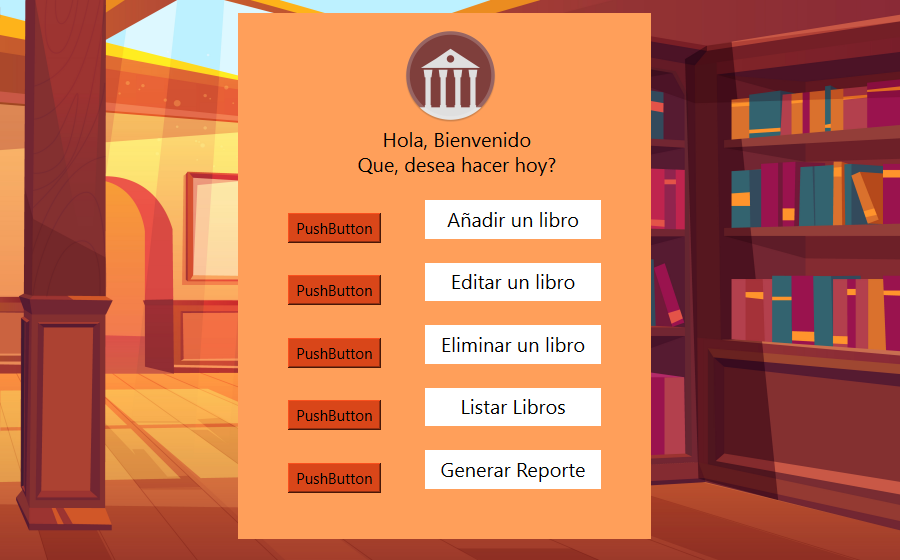 Hola, Bienvenido
Que, desea hacer hoy?
PushButton Añadir un libro
PushButton Editar un libro
PushButton Eliminar un libro
PushButton Listar Libros
PushButton Generar Reporte